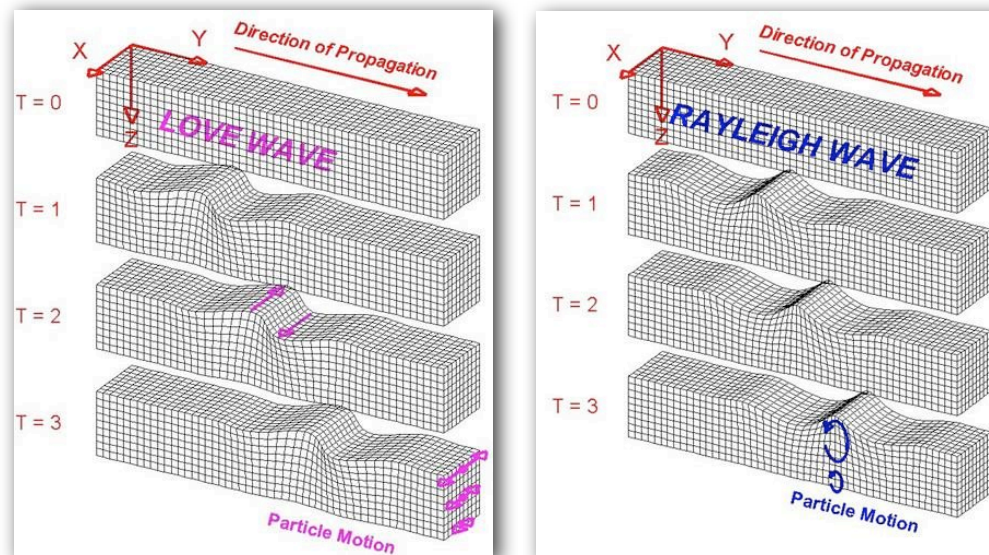 X
Y
Direction of Propagation
T = 0
Z
LOVE WAVE
T = 1
T = 2
T = 3
Particle Motion
X
Y
Direction of Propagation
T = 0
Z
RAYLEIGH WAVE
T = 1
T = 2
T = 3
Particle Motion